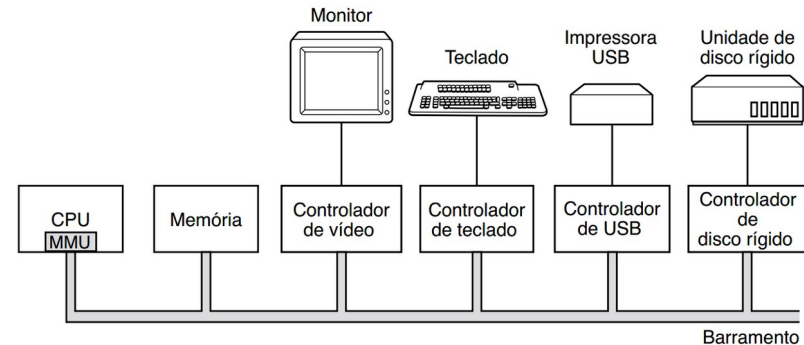 Monitor
Teclado
Impressora
USB
Unidade de
disco rígido
CPU
MMU
Memória
Controlador
de vídeo
Controlador
de teclado
Controlador
de USB
Controlador
de
disco rígido
Barramento